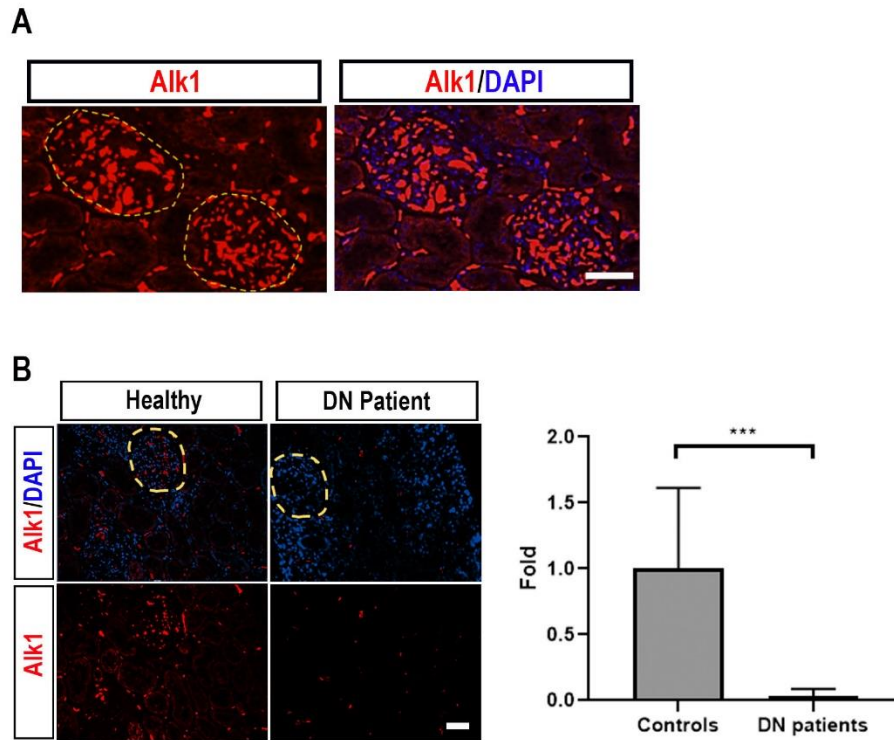 A
Alk1
Alk1/DAPI
B
Healthy
DN Patient
Alk1/DAPI
Alk1
Fold
2.0
1.5
1.0
0.5
0.0
***
Controls
DN patients